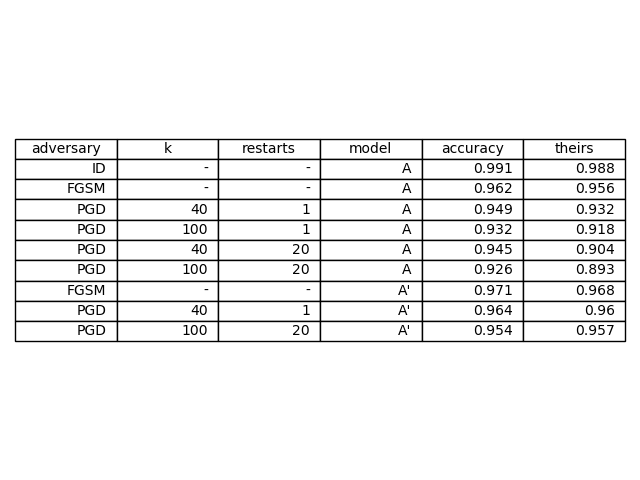 adversary k restarts model accuracy theirs
ID - - A 0.991 0.988
FGSM - - A 0.962 0.956
PGD 40 1 A 0.949 0.932
PGD 100 1 A 0.932 0.918
PGD 40 20 A 0.945 0.904
PGD 100 20 A 0.926 0.893
FGSM - - A' 0.971 0.968
PGD 40 1 A' 0.964 0.96
PGD 100 20 A' 0.954 0.957